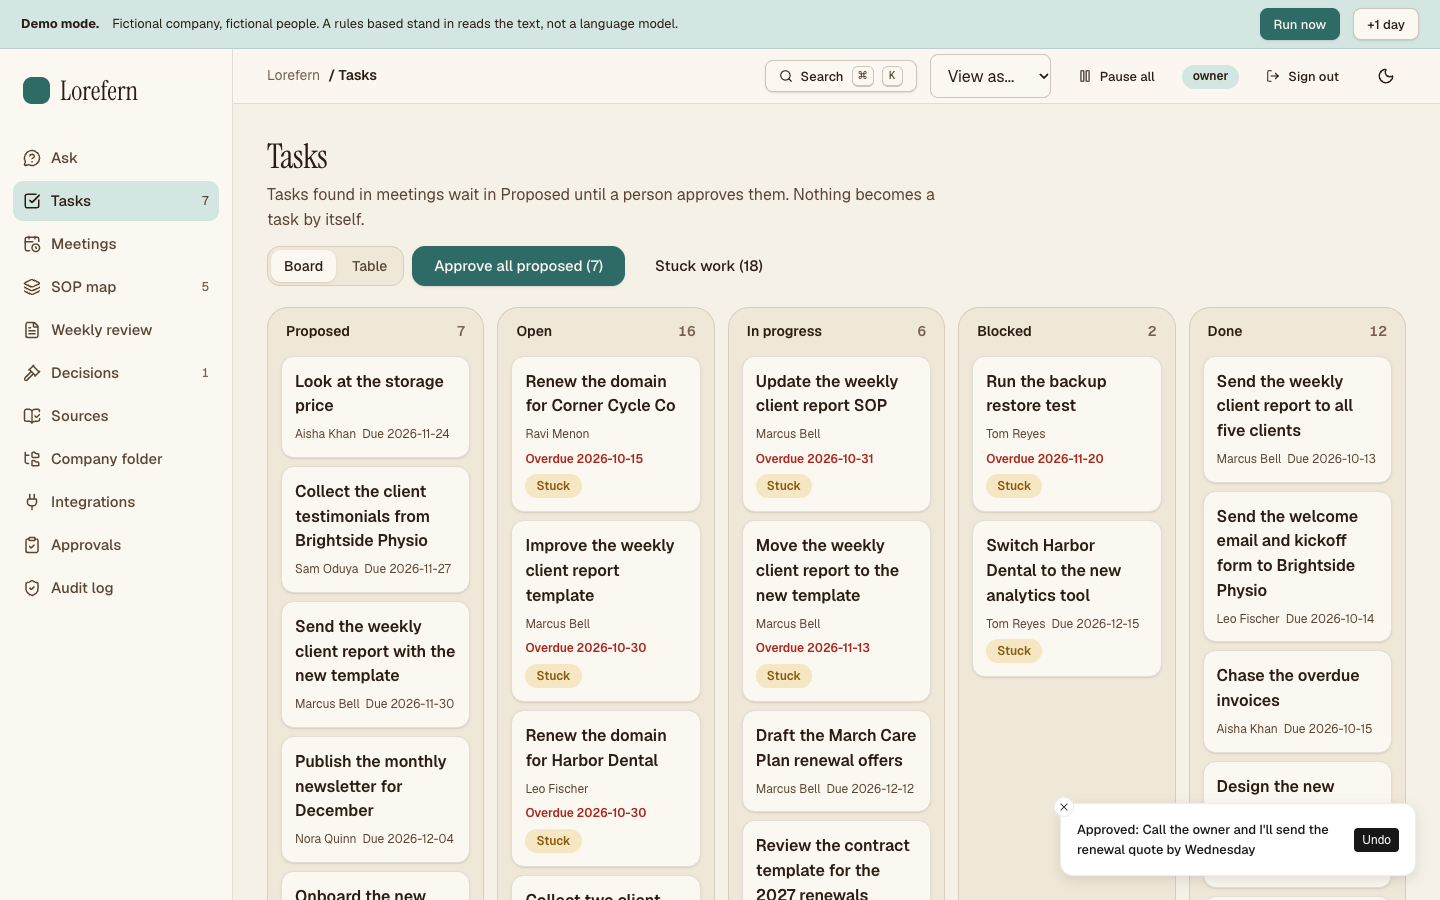 Demo mode. Fictional company, fictional people. A rules based stand in reads the text, not a language model.
Run now
+1 day
Lorefern
Lorefern / Tasks
Search ⌘ K
View as...
Pause all
owner
Sign out
Ask
Tasks 7
Meetings
SOP map 5
Weekly review
Decisions 1
Sources
Company folder
Integrations
Approvals
Audit log
Tasks
Tasks found in meetings wait in Proposed until a person approves them. Nothing becomes a
task by itself.
Board
Table
Approve all proposed (7)
Stuck work (18)
Proposed 7
Look at the storage
price
Aisha Khan Due 2026-11-24
Collect the client
testimonials from
Brightside Physio
Sam Oduya Due 2026-11-27
Send the weekly
client report with the
new template
Marcus Bell Due 2026-11-30
Publish the monthly
newsletter for
December
Nora Quinn Due 2026-12-04
Onboard the new
Open 16
Renew the domain
for Corner Cycle Co
Ravi Menon
Overdue 2026-10-15
Stuck
Improve the weekly
client report
template
Marcus Bell
Overdue 2026-10-30
Stuck
Renew the domain
for Harbor Dental
Leo Fischer
Overdue 2026-10-30
Stuck
Collect two client
In progress 6
Update the weekly
client report SOP
Marcus Bell
Overdue 2026-10-31
Stuck
Move the weekly
client report to the
new template
Marcus Bell
Overdue 2026-11-13
Stuck
Draft the March Care
Plan renewal offers
Marcus Bell Due 2026-12-12
Review the contract
template for the
2027 renewals
Blocked 2
Run the backup
restore test
Tom Reyes
Overdue 2026-11-20
Stuck
Switch Harbor
Dental to the new
analytics tool
Tom Reyes Due 2026-12-15
Stuck
Done 12
Send the weekly
client report to all
five clients
Marcus Bell Due 2026-10-13
Send the welcome
email and kickoff
form to Brightside
Physio
Leo Fischer Due 2026-10-14
Chase the overdue
invoices
Aisha Khan Due 2026-10-15
Design the new
Approved: Call the owner and I'll send the
renewal quote by Wednesday
Undo